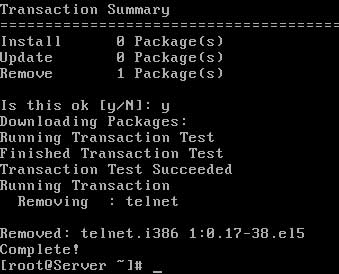 Transaction Summary
========================================
Install      0 Package(s)
Update       0 Package(s)
Remove       1 Package(s)

Is this ok [y/N]: y
Downloading Packages:
Running Transaction Test
Finished Transaction Test
Transaction Test Succeeded
Running Transaction
  Removing  : telnet

Removed: telnet.i386 1:0.17-38.el5
Complete!
[root@Server ~]# _